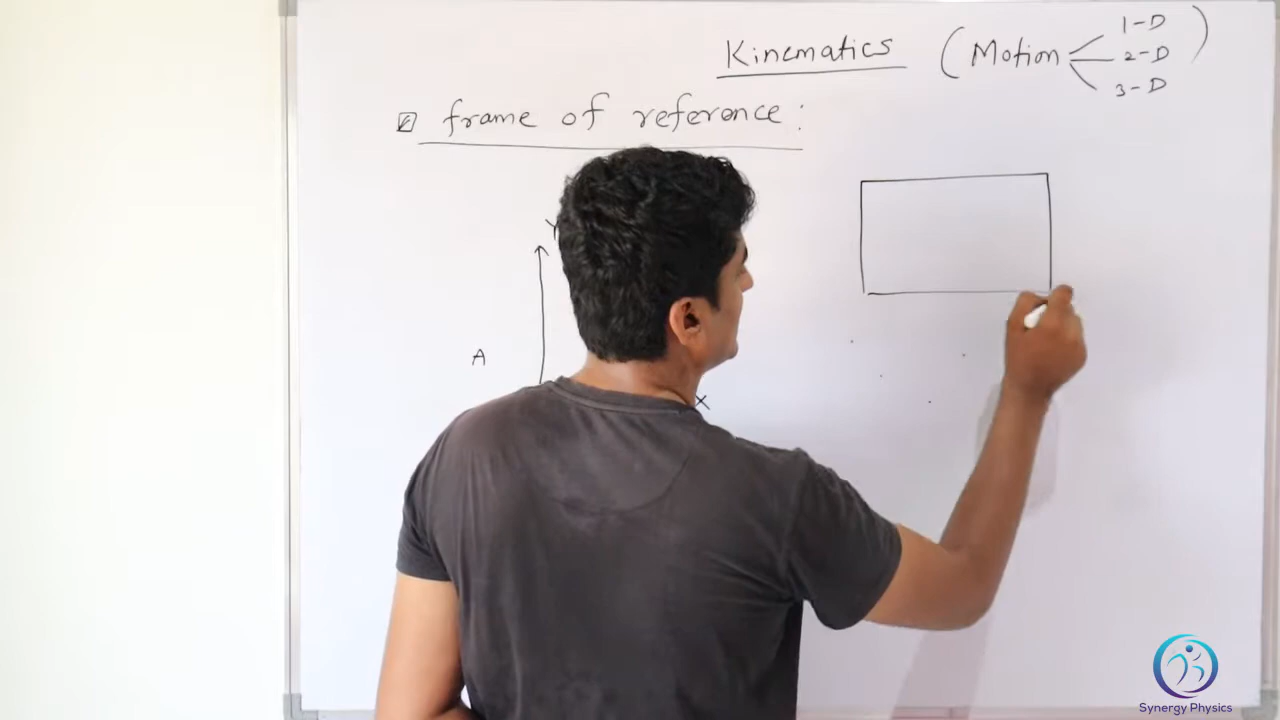 Kinematics (Motion 1-D
2-D
3-D)
frame of reference:
Y
A
X
Synergy Physics